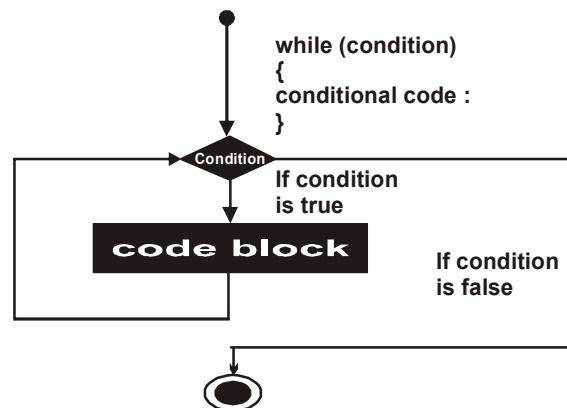 while (condition)
{
conditional code :
}
Condition
If condition
is true
code block
If condition
is false